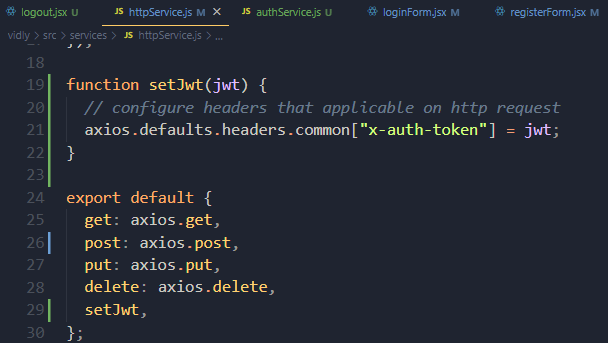 logout.jsx U httpService.js M × authService.js U loginForm.jsx M registerForm.jsx M
vidly > src > services > JS httpService.js > ...
18
19 function setJwt(jwt) {
20 // configure headers that applicable on http request
21 axios.defaults.headers.common["x-auth-token"] = jwt;
22 }
23
24 export default {
25 get: axios.get,
26 post: axios.post,
27 put: axios.put,
28 delete: axios.delete,
29 setJwt,
30 };